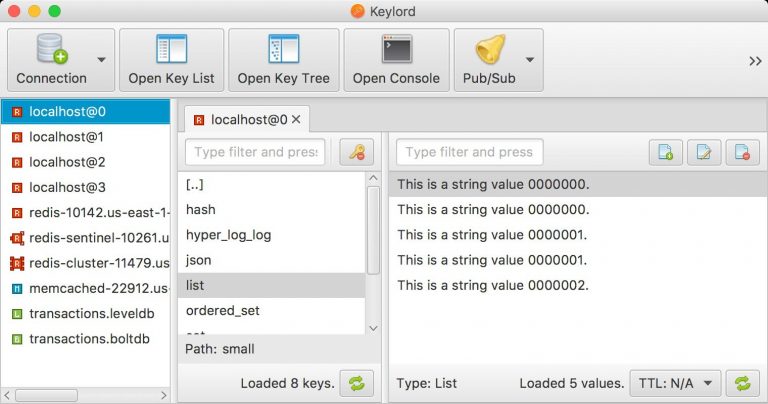 Keylord
Connection
Open Key List
Open Key Tree
Open Console
Pub/Sub
localhost@0
localhost@1
localhost@2
localhost@3
redis-10142.us-east-1-
redis-sentinel-10261.u
redis-cluster-11479.us
memcached-22912.us-
transactions.leveldb
transactions.boltdb
localhost@0
Type filter and press
[..]
hash
hyper_log_log
json
list
ordered_set
Path: small
Loaded 8 keys.
Type filter and press
This is a string value 0000000.
This is a string value 0000000.
This is a string value 0000001.
This is a string value 0000001.
This is a string value 0000002.
Type: List
Loaded 5 values.
TTL: N/A